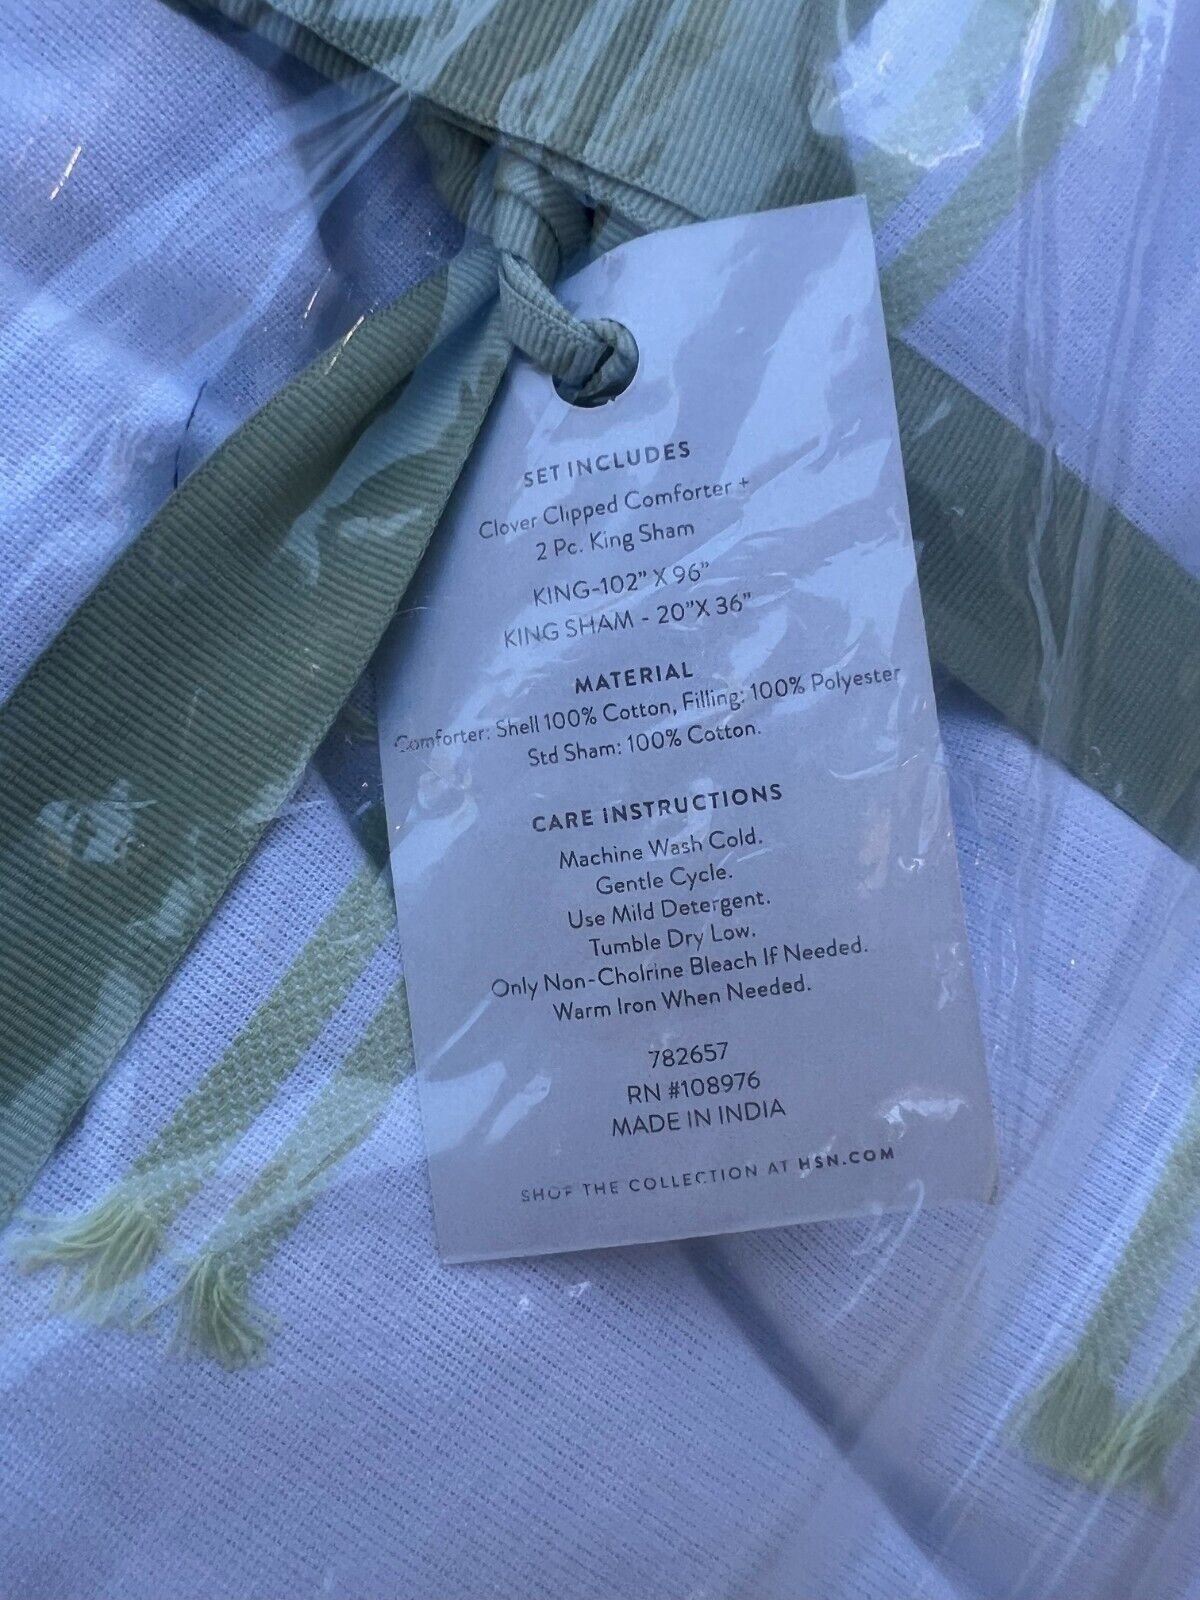 SET INCLUDES
Clover Clipped Comforter +
2 Pc. King Sham
KING-102" X 96"
KING SHAM - 20"X 36"
MATERIAL
Comforter: Shell 100% Cotton, Filling: 100% Polyester
Std Sham: 100% Cotton.
CARE INSTRUCTIONS
Machine Wash Cold.
Gentle Cycle.
Use Mild Detergent.
Tumble Dry Low.
Only Non-Cholrine Bleach If Needed.
Warm Iron When Needed.
782657
RN #108976
MADE IN INDIA
SHOP THE COLLECTION AT HSN.COM